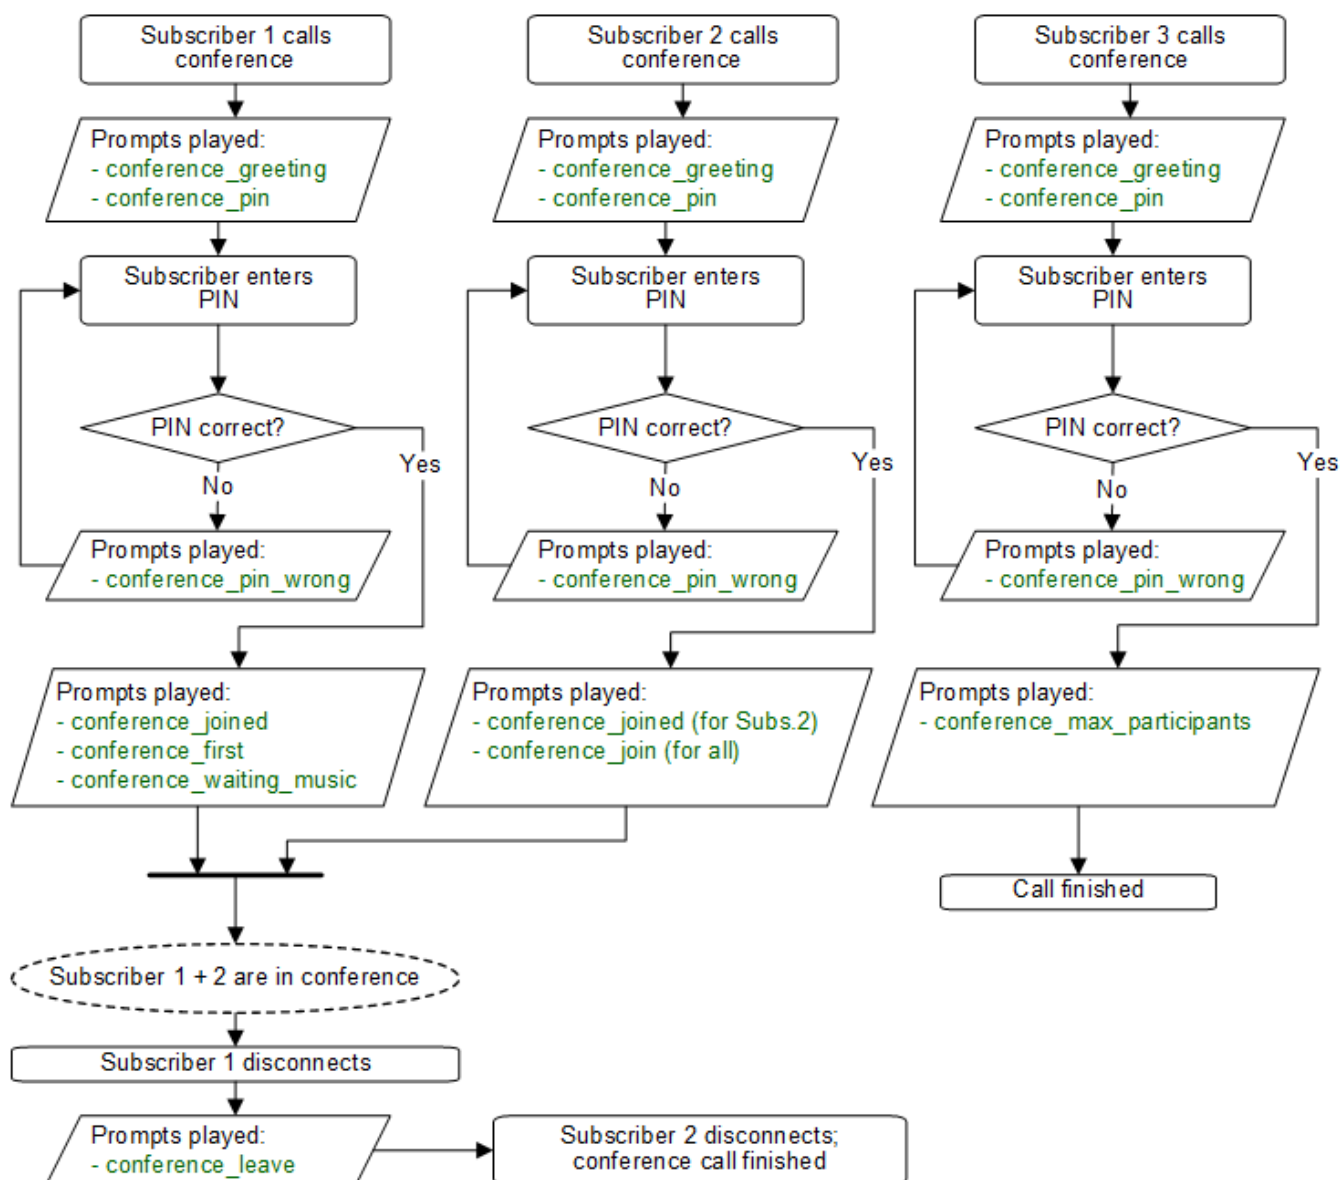 Subscriber 1 calls
conference
Subscriber 2 calls
conference
Subscriber 3 calls
conference
Prompts played:
- conference_greeting
- conference_pin
Prompts played:
- conference_greeting
- conference_pin
Prompts played:
- conference_greeting
- conference_pin
Subscriber enters
PIN
Subscriber enters
PIN
Subscriber enters
PIN
PIN correct?
Yes
No
PIN correct?
Yes
No
PIN correct?
Yes
No
Prompts played:
- conference_pin_wrong
Prompts played:
- conference_pin_wrong
Prompts played:
- conference_pin_wrong
Prompts played:
- conference_joined
- conference_first
- conference_waiting_music
Prompts played:
- conference_joined (for Subs.2)
- conference_join (for all)
Prompts played:
- conference_max_participants
Call finished
Subscriber 1 + 2 are in conference
Subscriber 1 disconnects
Prompts played:
- conference_leave
Subscriber 2 disconnects;
conference call finished